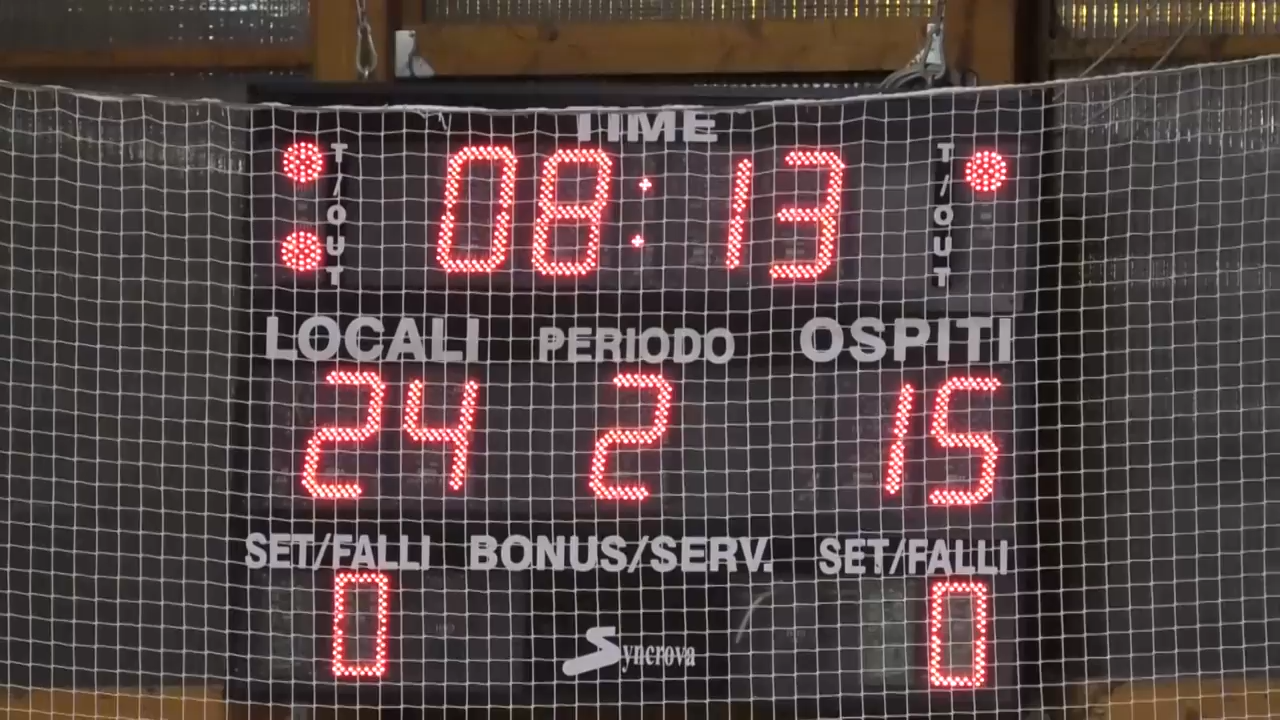 TIME
T/OUT 08:13 T/OUT
LOCALI PERIODO OSPITI
24 2 15
SET/FALLI BONUS/SERV. SET/FALLI
0 0
Syncrova